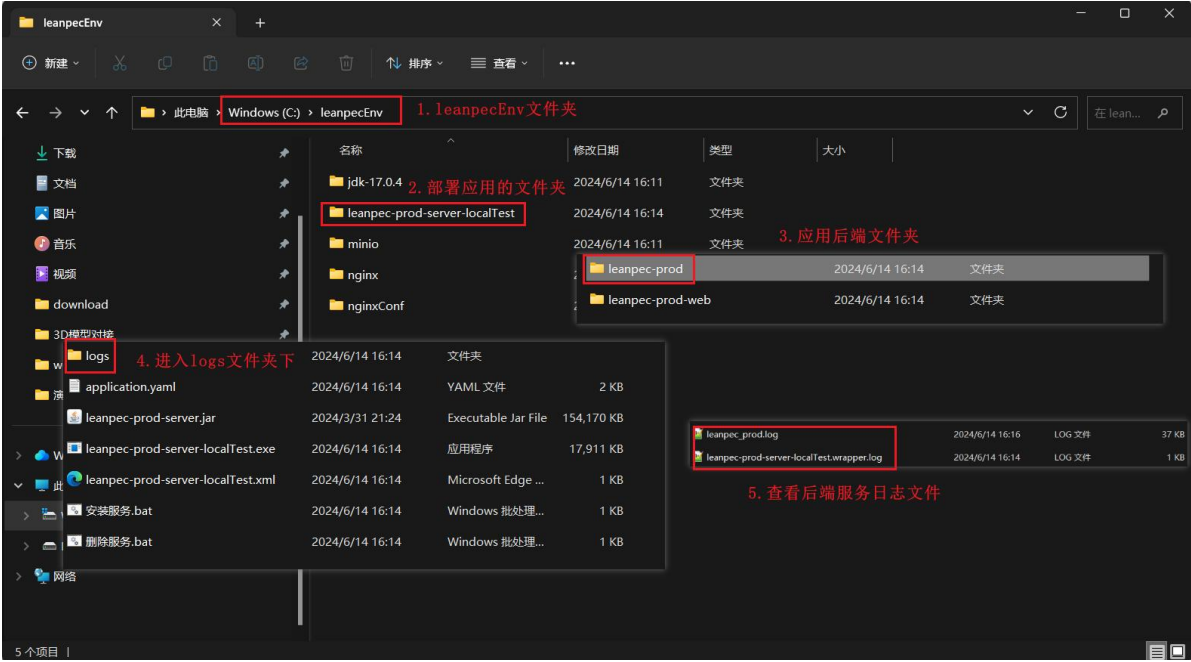 leanpecEnv
新建
排序
查看
此电脑 Windows (C:) leanpecEnv
1.leanpecEnv文件夹
在 lean...
名称 修改日期 类型 大小
下载
文档
图片
音乐
视频
download
3D模型对接
jdk-17.0.4 2024/6/14 16:11 文件夹
2.部署应用的文件夹
leanpec-prod-server-localTest 2024/6/14 16:14 文件夹
minio 2024/6/14 16:11 文件夹
nginx
nginxConf
3.应用后端文件夹
leanpec-prod 2024/6/14 16:14 文件夹
leanpec-prod-web 2024/6/14 16:14 文件夹
logs 2024/6/14 16:14 文件夹
4.进入logs文件夹下
application.yaml 2024/6/14 16:14 YAML 文件 2 KB
leanpec-prod-server.jar 2024/3/31 21:24 Executable Jar File 154,170 KB
leanpec-prod-server-localTest.exe 2024/6/14 16:14 应用程序 17,911 KB
leanpec-prod-server-localTest.xml 2024/6/14 16:14 Microsoft Edge ... 1 KB
安装服务.bat 2024/6/14 16:14 Windows 批处理... 1 KB
删除服务.bat 2024/6/14 16:14 Windows 批处理... 1 KB
leanpec_prod.log 2024/6/14 16:16 LOG 文件 37 KB
leanpec-prod-server-localTest.wrapper.log 2024/6/14 16:14 LOG 文件 1 KB
5.查看后端服务日志文件
网络
5 个项目